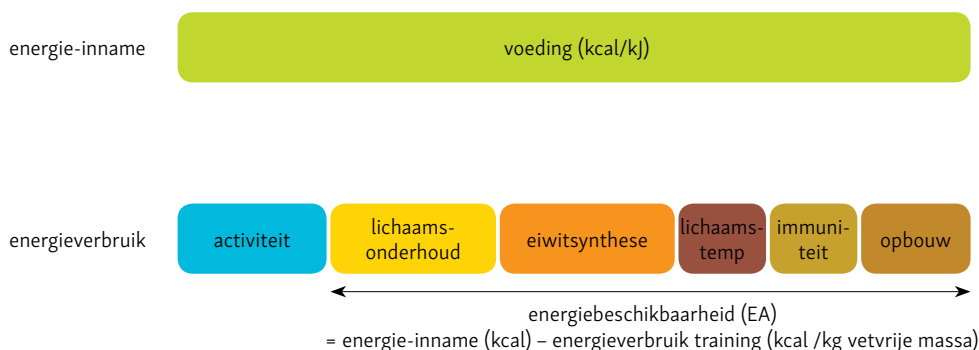 energie-inname
voeding (kcal/kJ)
energieverbruik
activiteit
lichaams-
onderhoud
eiwitsynthese
lichaams-
temp
immuni-
teit
opbouw
energiebeschikbaarheid (EA)
= energie-inname (kcal) – energieverbruik training (kcal /kg vetvrije massa)